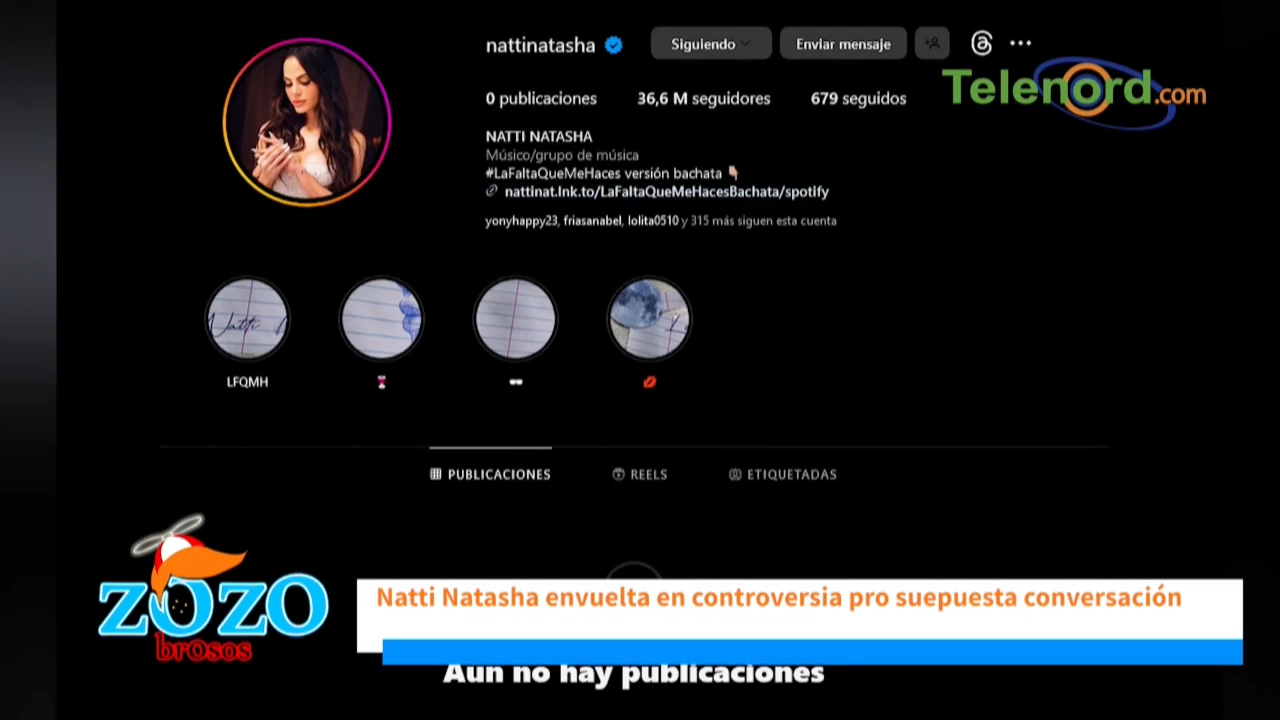 nattinatasha
Siguiendo
Enviar mensaje
Telenord.com
0 publicaciones
36,6 M seguidores
679 seguidos
NATTI NATASHA
Músico/grupo de música
#LaFaltaQueMeHaces versión bachata 👇🏼
nattinat.lnk.to/LaFaltaQueMeHacesBachata/spotify
yonyhappy23, friasanabel, lolita0510 y 315 más siguen esta cuenta
Natti
LFQMH
PUBLICACIONES
REELS
ETIQUETADAS
zozo
brosos
Natti Natasha envuelta en controversia pro suepuesta conversación
Aún no hay publicaciones